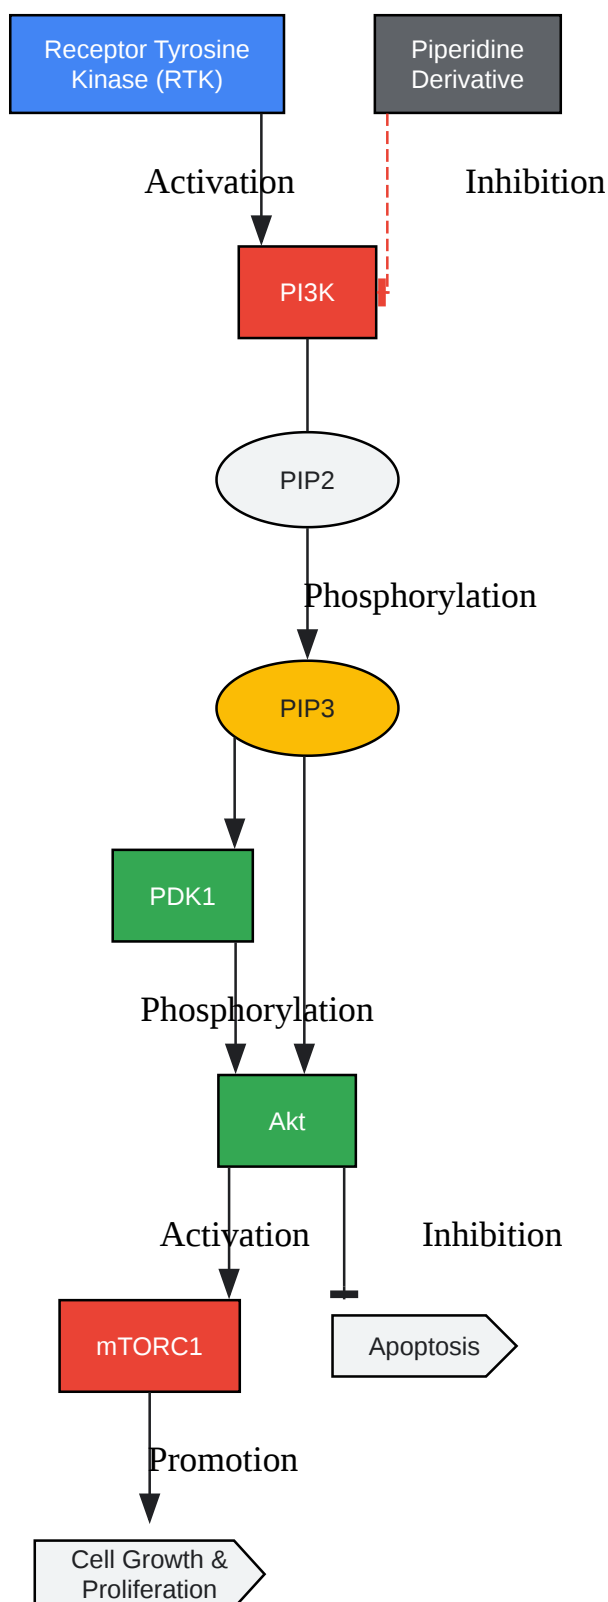 Receptor Tyrosine
Kinase (RTK)
Piperidine
Derivative
Activation
Inhibition
PI3K
PIP2
Phosphorylation
PIP3
PDK1
Phosphorylation
Akt
Activation
Inhibition
mTORC1
Apoptosis
Promotion
Cell Growth &
Proliferation